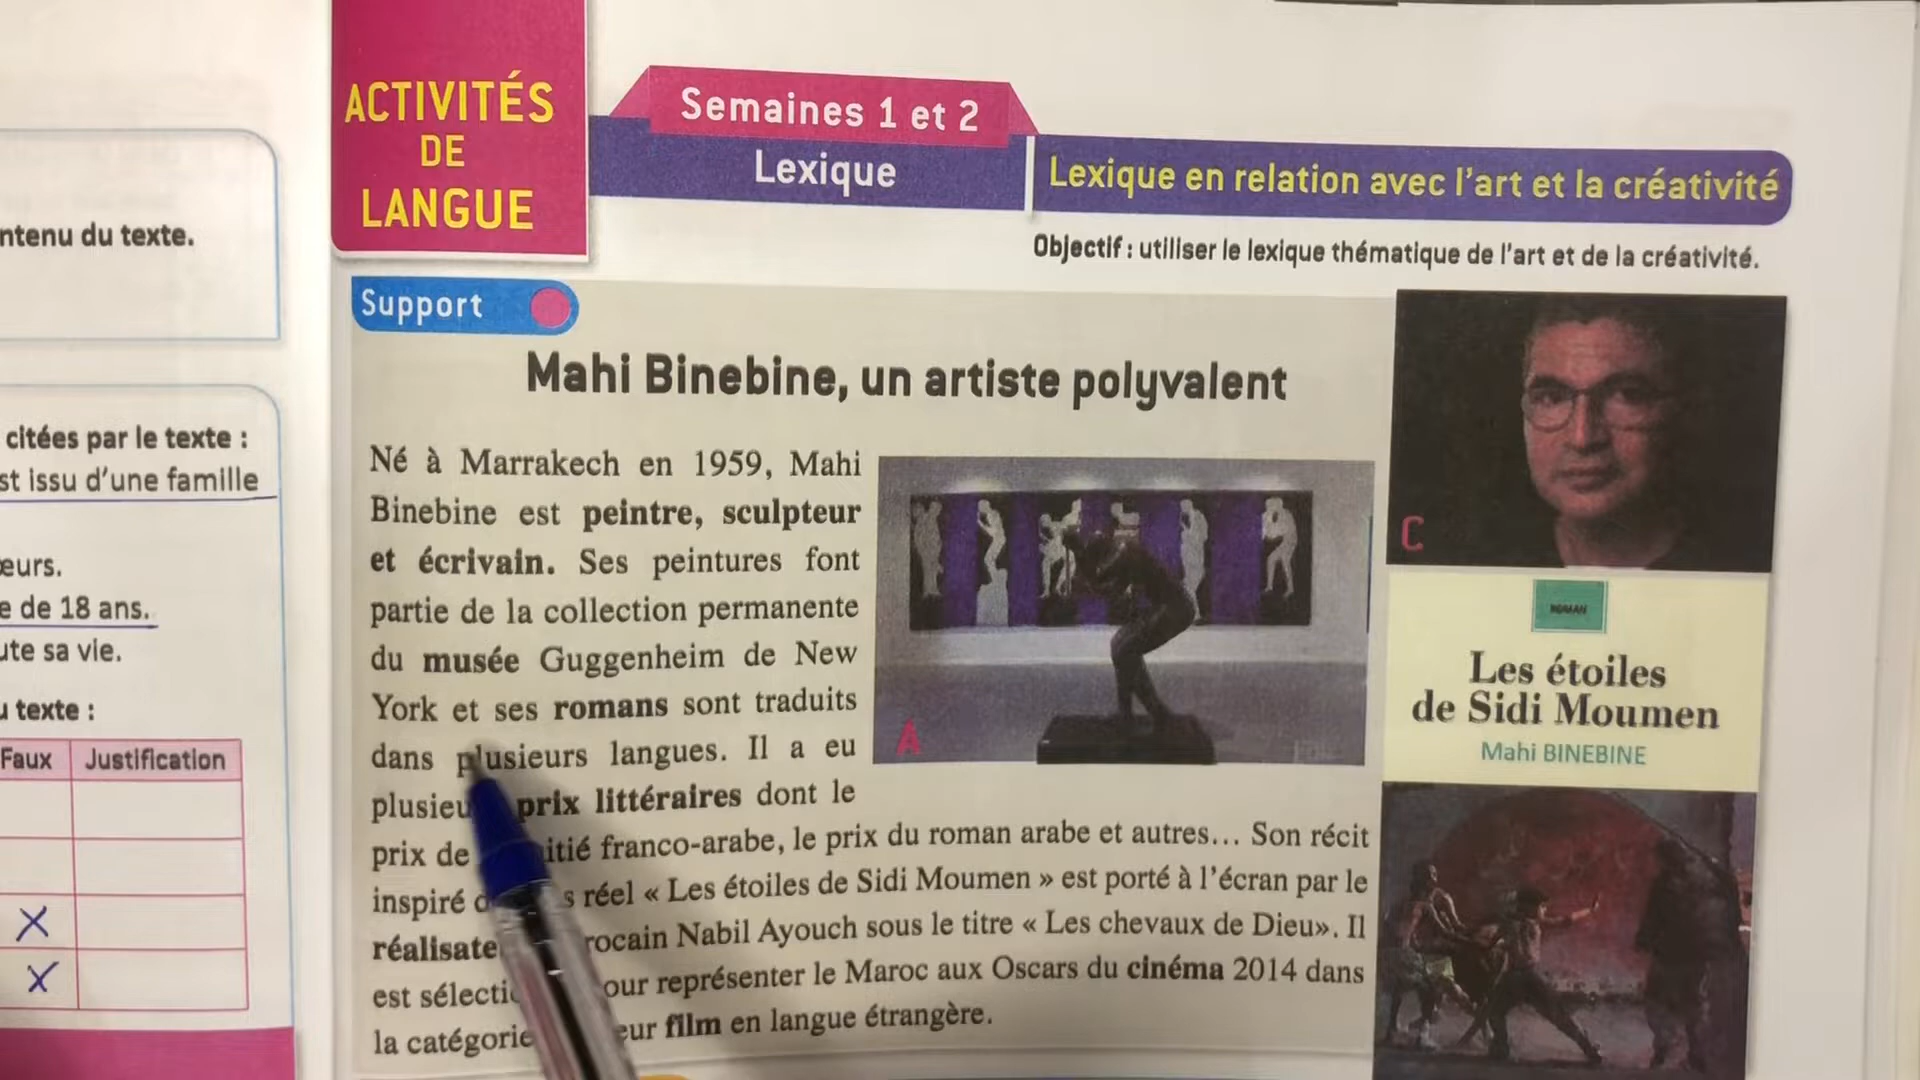 ntenu du texte.
citées par le texte :
st issu d'une famille
œurs.
e de 18 ans.
ute sa vie.
u texte :
Faux Justification
X
X
ACTIVITÉS
DE
LANGUE
Semaines 1 et 2
Lexique
Lexique en relation avec l'art et la créativité
Objectif : utiliser le lexique thématique de l'art et de la créativité.
Support
Mahi Binebine, un artiste polyvalent
Né à Marrakech en 1959, Mahi
Binebine est peintre, sculpteur
et écrivain. Ses peintures font
partie de la collection permanente
du musée Guggenheim de New
York et ses romans sont traduits
dans plusieurs langues. Il a eu
plusieu prix littéraires dont le
prix de itié franco-arabe, le prix du roman arabe et autres... Son récit
inspiré d s réel « Les étoiles de Sidi Moumen » est porté à l'écran par le
réalisate rocain Nabil Ayouch sous le titre « Les chevaux de Dieu». Il
est sélecti our représenter le Maroc aux Oscars du cinéma 2014 dans
la catégorie eur film en langue étrangère.
A
C
ROMAN
Les étoiles
de Sidi Moumen
Mahi BINEBINE